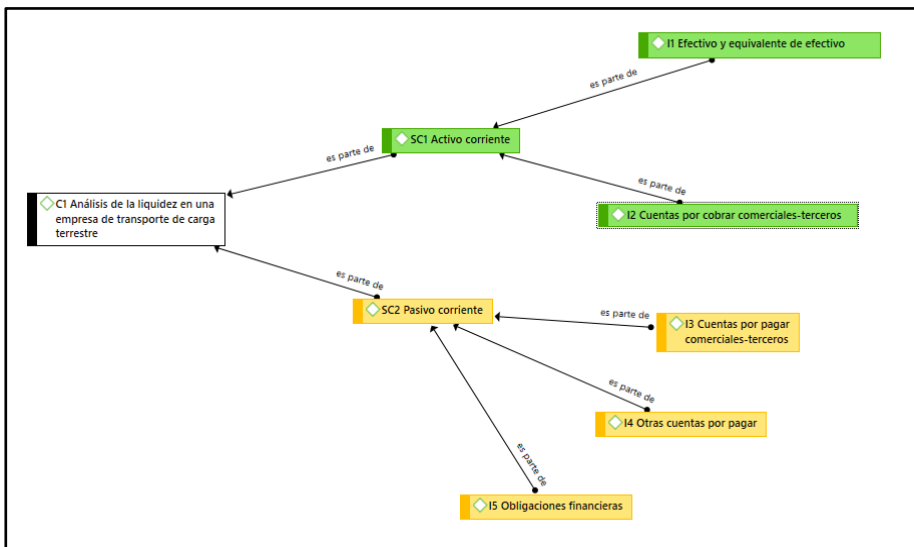 I1 Efectivo y equivalente de efectivo
es parte de
SC1 Activo corriente
es parte de
es parte de
C1 Análisis de la liquidez en una
empresa de transporte de carga
terrestre
I2 Cuentas por cobrar comerciales-terceros
es parte de
SC2 Pasivo corriente
es parte de
I3 Cuentas por pagar
comerciales-terceros
es parte de
I4 Otras cuentas por pagar
es parte de
I5 Obligaciones financieras